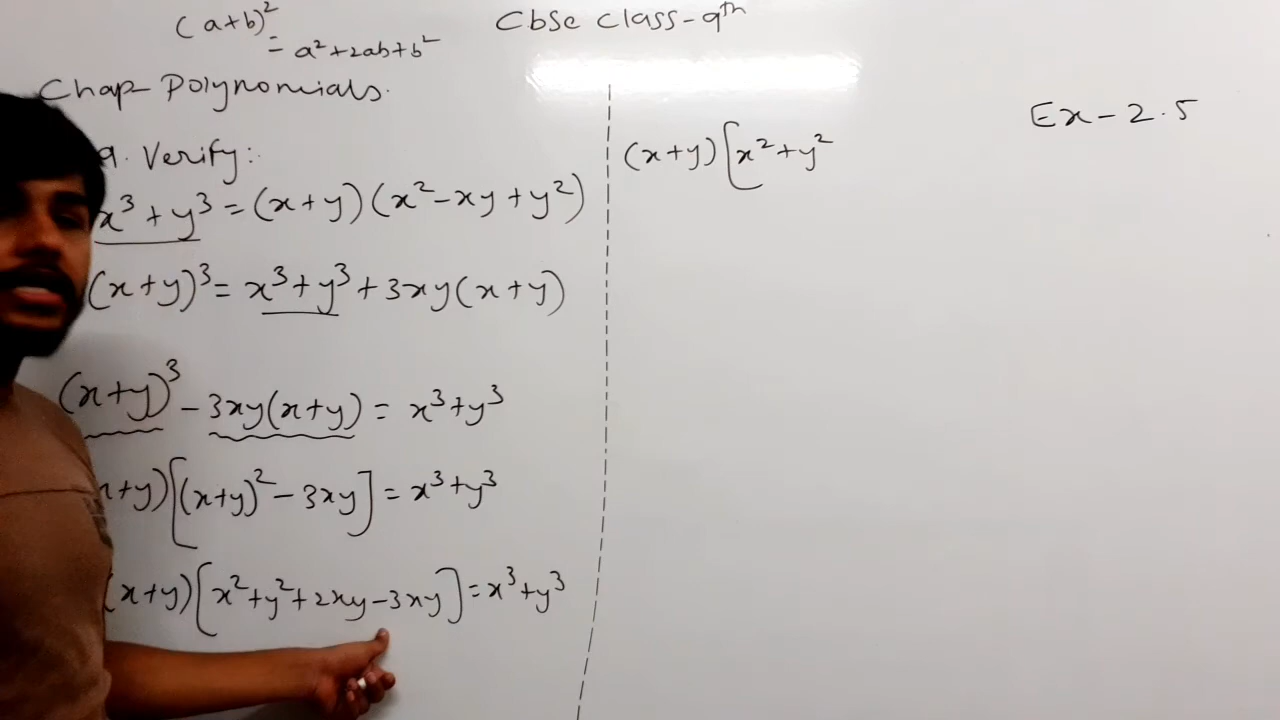 (a+b)²
= a²+2ab+b²
Cbse Class-9th
Chap Polynomials.
Ex - 2.5
9. Verify:
x³ + y³ = (x+y) (x² - xy + y²)
(x+y)³ = x³ + y³ + 3xy(x+y)
(x+y)³ - 3xy(x+y) = x³ + y³
x+y) [(x+y)² - 3xy] = x³ + y³
(x+y) [x² + y² + 2xy - 3xy] = x³ + y³
(x+y) [x² + y²